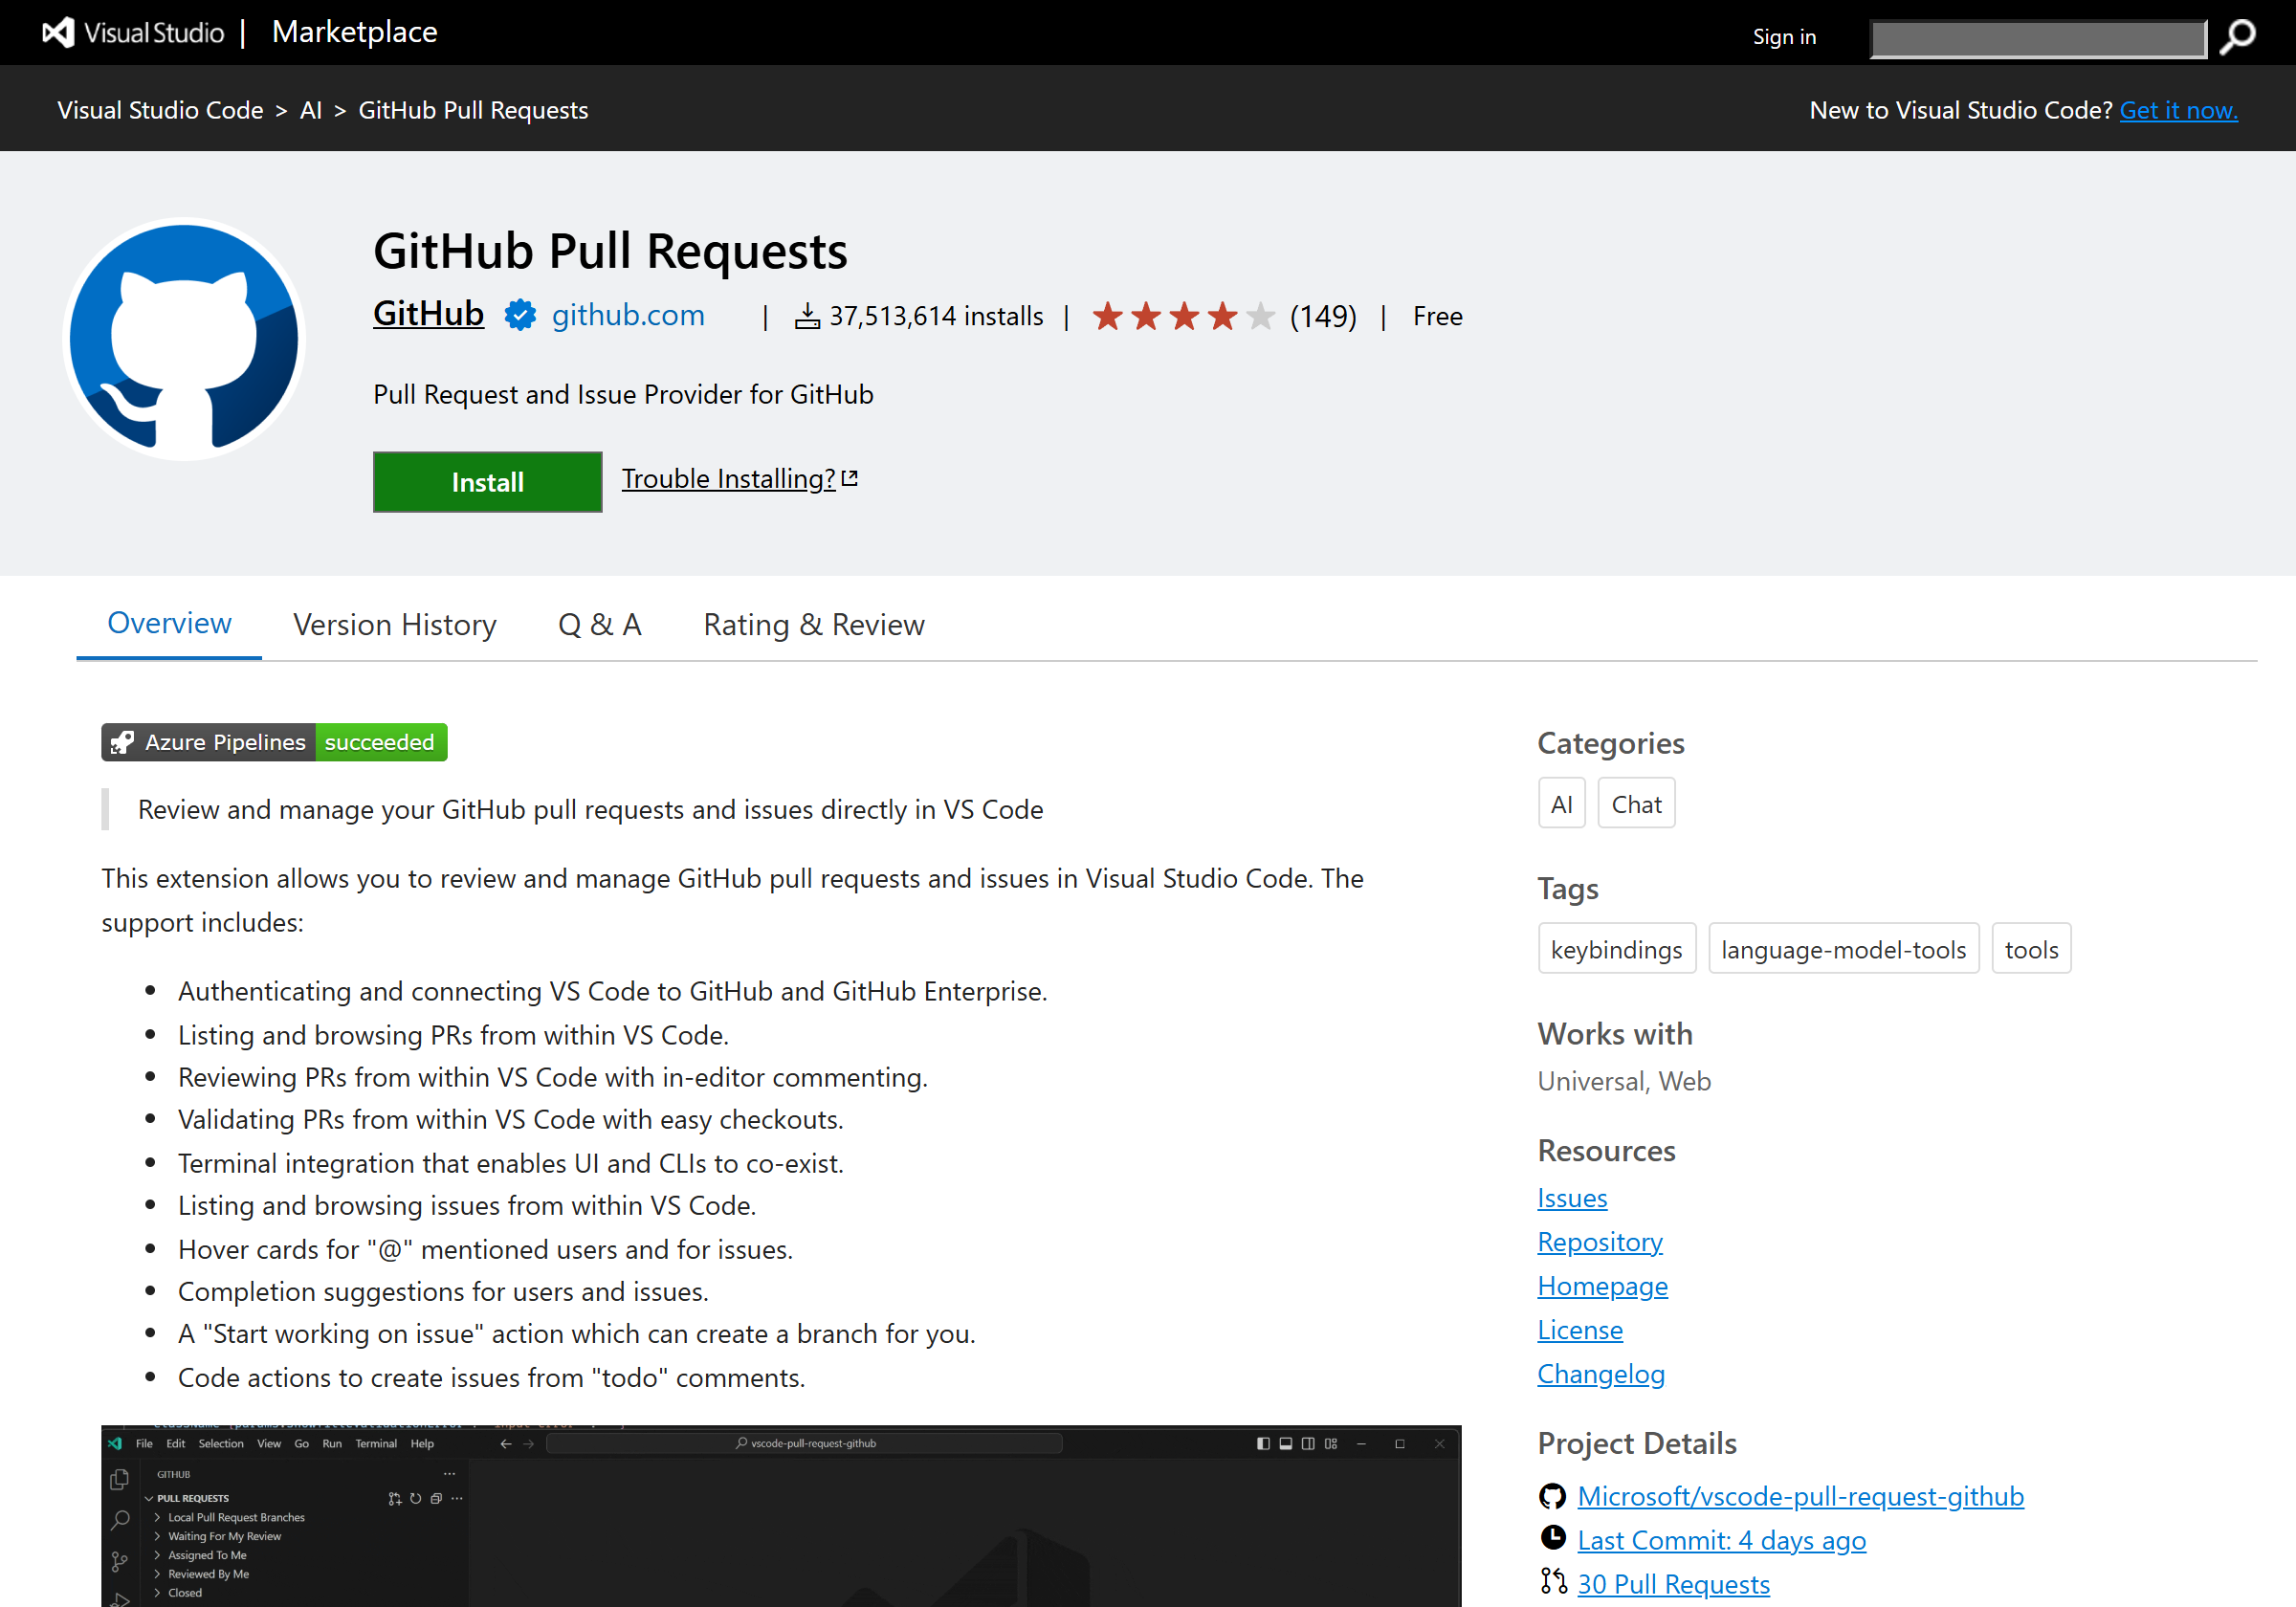 Visual Studio | Marketplace
Sign in
Visual Studio Code > AI > GitHub Pull Requests
New to Visual Studio Code? Get it now.
GitHub Pull Requests
GitHub github.com | 37,513,614 installs | (149) | Free
Pull Request and Issue Provider for GitHub
Install Trouble Installing?
Overview Version History Q & A Rating & Review
Azure Pipelines succeeded
Review and manage your GitHub pull requests and issues directly in VS Code
This extension allows you to review and manage GitHub pull requests and issues in Visual Studio Code. The
support includes:
• Authenticating and connecting VS Code to GitHub and GitHub Enterprise.
• Listing and browsing PRs from within VS Code.
• Reviewing PRs from within VS Code with in-editor commenting.
• Validating PRs from within VS Code with easy checkouts.
• Terminal integration that enables UI and CLIs to co-exist.
• Listing and browsing issues from within VS Code.
• Hover cards for "@" mentioned users and for issues.
• Completion suggestions for users and issues.
• A "Start working on issue" action which can create a branch for you.
• Code actions to create issues from "todo" comments.
File Edit Selection View Go Run Terminal Help
vscode-pull-request-github
GITHUB
PULL REQUESTS
Local Pull Request Branches
Waiting For My Review
Assigned To Me
Reviewed By Me
Closed
Categories
AI Chat
Tags
keybindings language-model-tools tools
Works with
Universal, Web
Resources
Issues
Repository
Homepage
License
Changelog
Project Details
Microsoft/vscode-pull-request-github
Last Commit: 4 days ago
30 Pull Requests